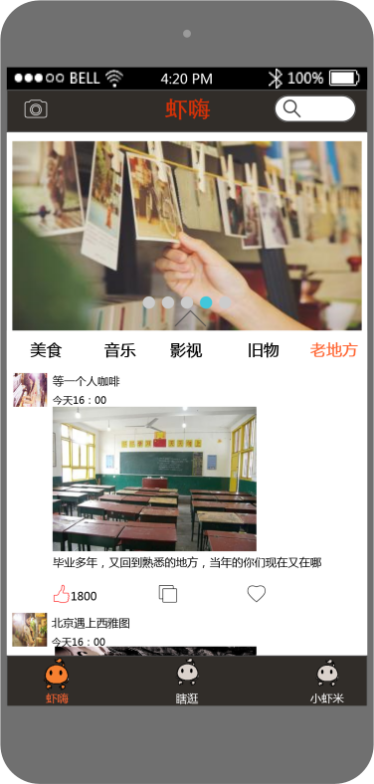 BELL 4:20 PM 100%
虾嗨
美食 音乐 影视 旧物 老地方
等一个人咖啡
今天16：00
毕业多年，又回到熟悉的地方，当年的你们现在又在哪
1800
北京遇上西雅图
今天16：00
虾嗨 瞎逛 小虾米